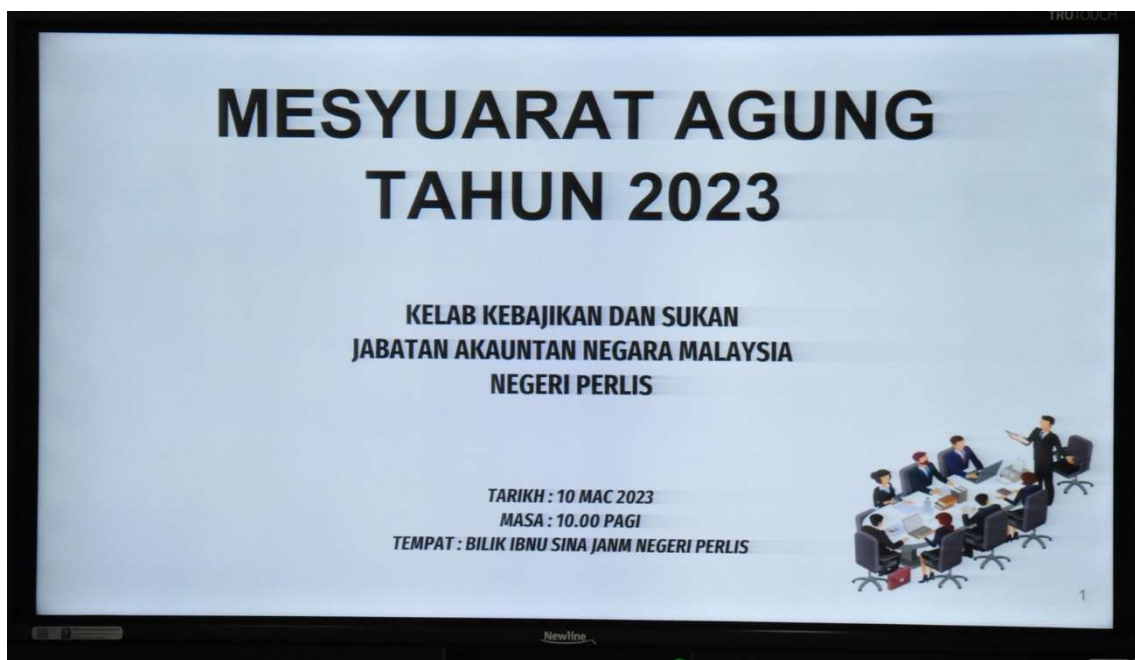 TRUTOUCH
MESYUARAT AGUNG
TAHUN 2023
KELAB KEBAJIKAN DAN SUKAN
JABATAN AKAUNTAN NEGARA MALAYSIA
NEGERI PERLIS
TARIKH : 10 MAC 2023
MASA : 10.00 PAGI
TEMPAT : BILIK IBNU SINA JANM NEGERI PERLIS
1
Newline